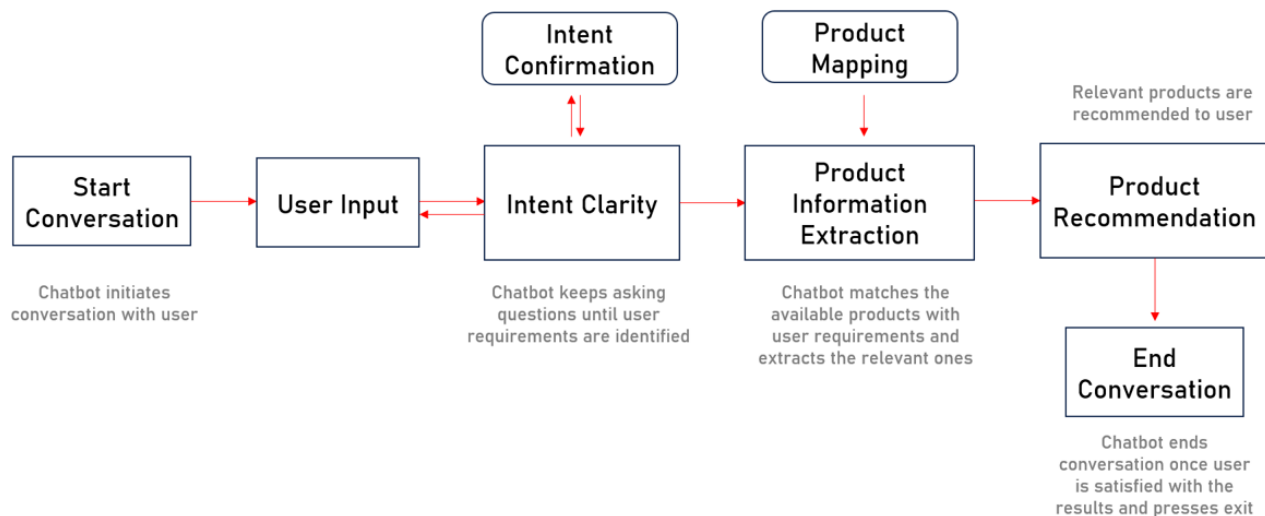 Intent
Confirmation
Product
Mapping
Relevant products are
recommended to user
Start
Conversation
User Input
Intent Clarity
Product
Information
Extraction
Product
Recommendation
Chatbot initiates
conversation with user
Chatbot keeps asking
questions until user
requirements are identified
Chatbot matches the
available products with
user requirements and
extracts the relevant ones
End
Conversation
Chatbot ends
conversation once user
is satisfied with the
results and presses exit